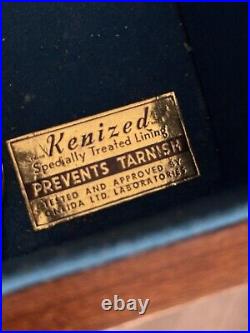 Kenized
Specially Treated Lining
PREVENTS TARNISH
TESTED AND APPROVED BY
ONEIDA LTD. LABORATORIES